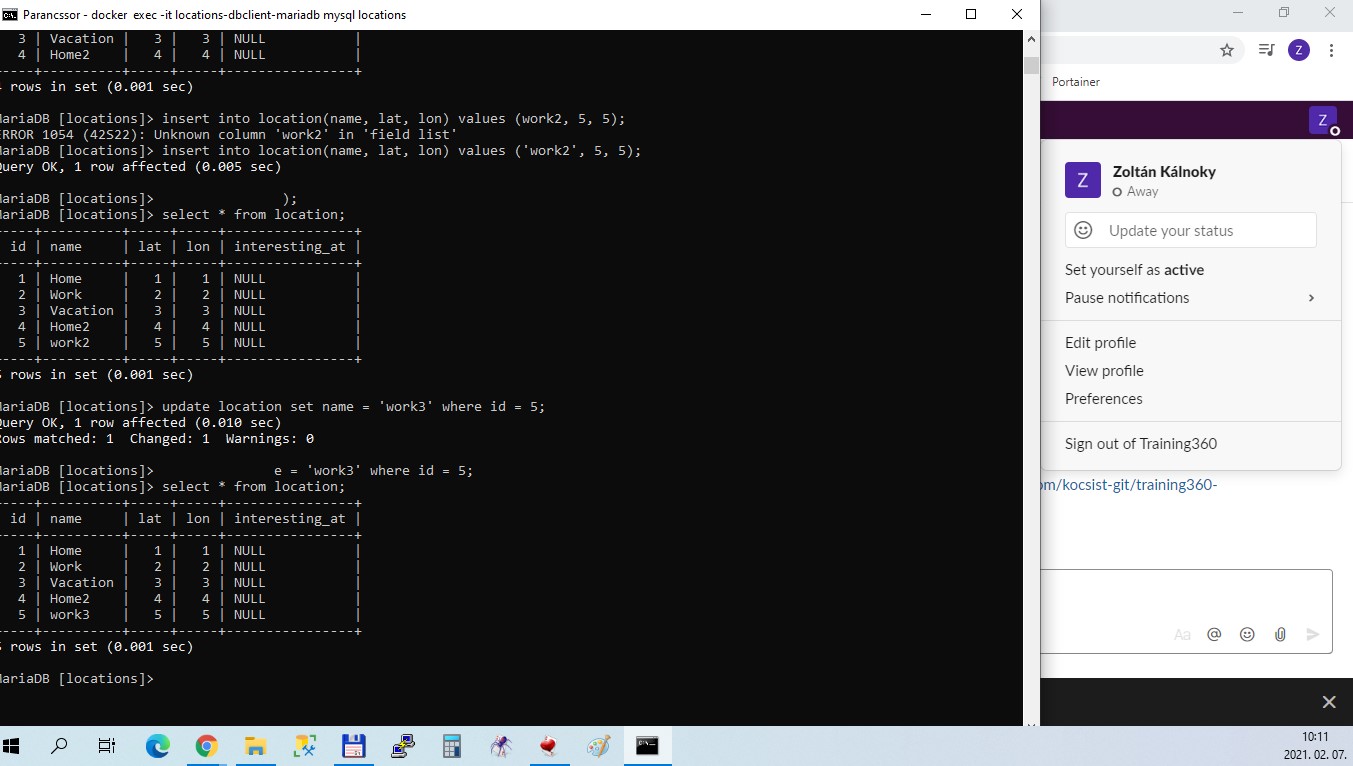 Parancssor - docker exec -it locations-dbclient-mariadb mysql locations
3 | Vacation | 3 | 3 | NULL |
4 | Home2 | 4 | 4 | NULL |
----+----------+-----+-----+----------------+
rows in set (0.001 sec)
ariaDB [locations]> insert into location(name, lat, lon) values (work2, 5, 5);
RROR 1054 (42S22): Unknown column 'work2' in 'field list'
ariaDB [locations]> insert into location(name, lat, lon) values ('work2', 5, 5);
uery OK, 1 row affected (0.005 sec)
ariaDB [locations]> );
ariaDB [locations]> select * from location;
----+----------+-----+-----+----------------+
id | name | lat | lon | interesting_at |
----+----------+-----+-----+----------------+
1 | Home | 1 | 1 | NULL |
2 | Work | 2 | 2 | NULL |
3 | Vacation | 3 | 3 | NULL |
4 | Home2 | 4 | 4 | NULL |
5 | work2 | 5 | 5 | NULL |
----+----------+-----+-----+----------------+
rows in set (0.001 sec)
ariaDB [locations]> update location set name = 'work3' where id = 5;
uery OK, 1 row affected (0.010 sec)
ows matched: 1 Changed: 1 Warnings: 0
ariaDB [locations]> e = 'work3' where id = 5;
ariaDB [locations]> select * from location;
----+----------+-----+-----+----------------+
id | name | lat | lon | interesting_at |
----+----------+-----+-----+----------------+
1 | Home | 1 | 1 | NULL |
2 | Work | 2 | 2 | NULL |
3 | Vacation | 3 | 3 | NULL |
4 | Home2 | 4 | 4 | NULL |
5 | work3 | 5 | 5 | NULL |
----+----------+-----+-----+----------------+
rows in set (0.001 sec)
ariaDB [locations]>
Z
Portainer
Z
Z
Zoltán Kálnoky
Away
Update your status
Set yourself as active
Pause notifications
Edit profile
View profile
Preferences
Sign out of Training360
om/kocsist-git/training360-
Aa @
10:11
2021. 02. 07.